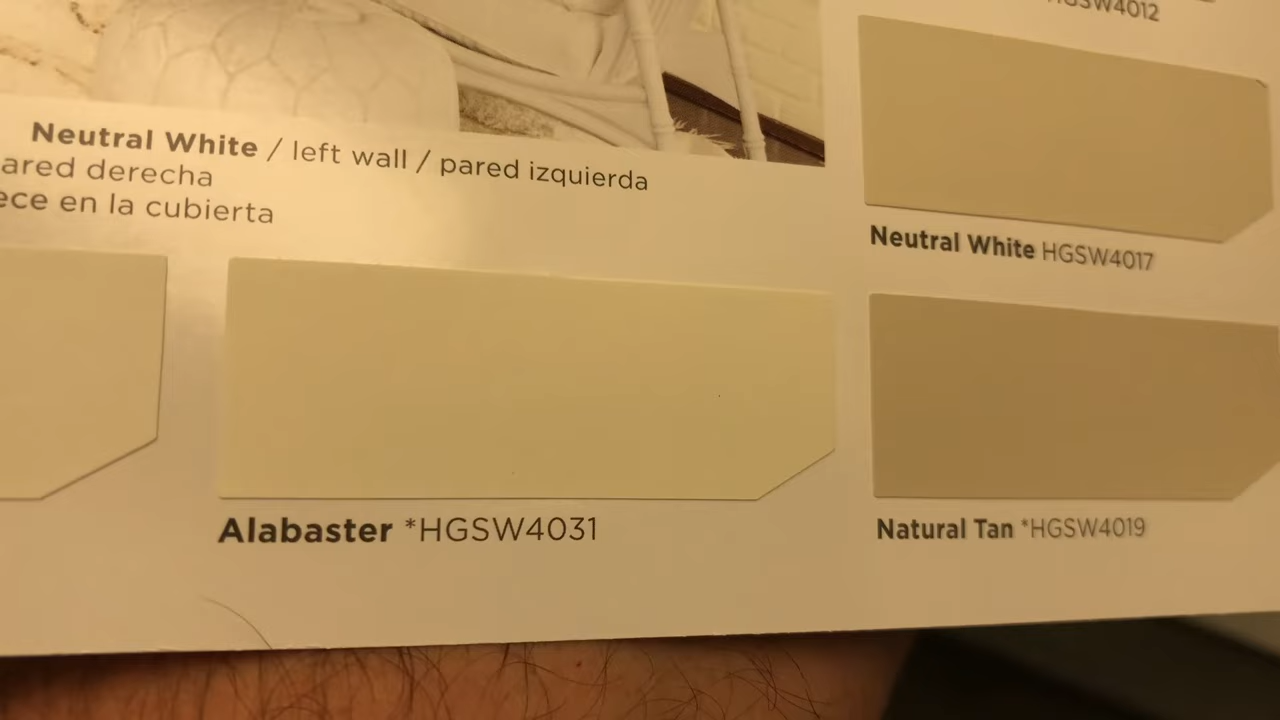 HGSW4012
Neutral White / left wall / pared izquierda
ared derecha
ece en la cubierta
Neutral White HGSW4017
Alabaster *HGSW4031
Natural Tan *HGSW4019